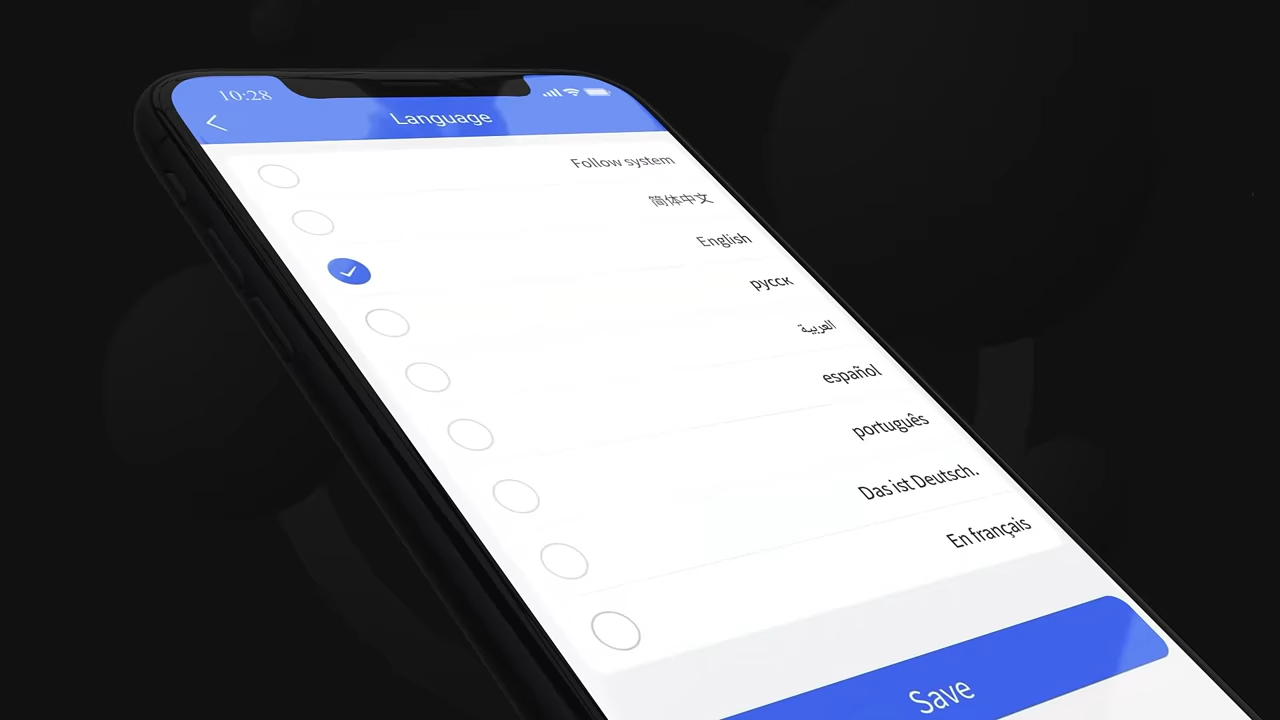 10:28
Language
Follow system
简体中文
English
русск
العربية
español
português
Das ist Deutsch.
En français
Save